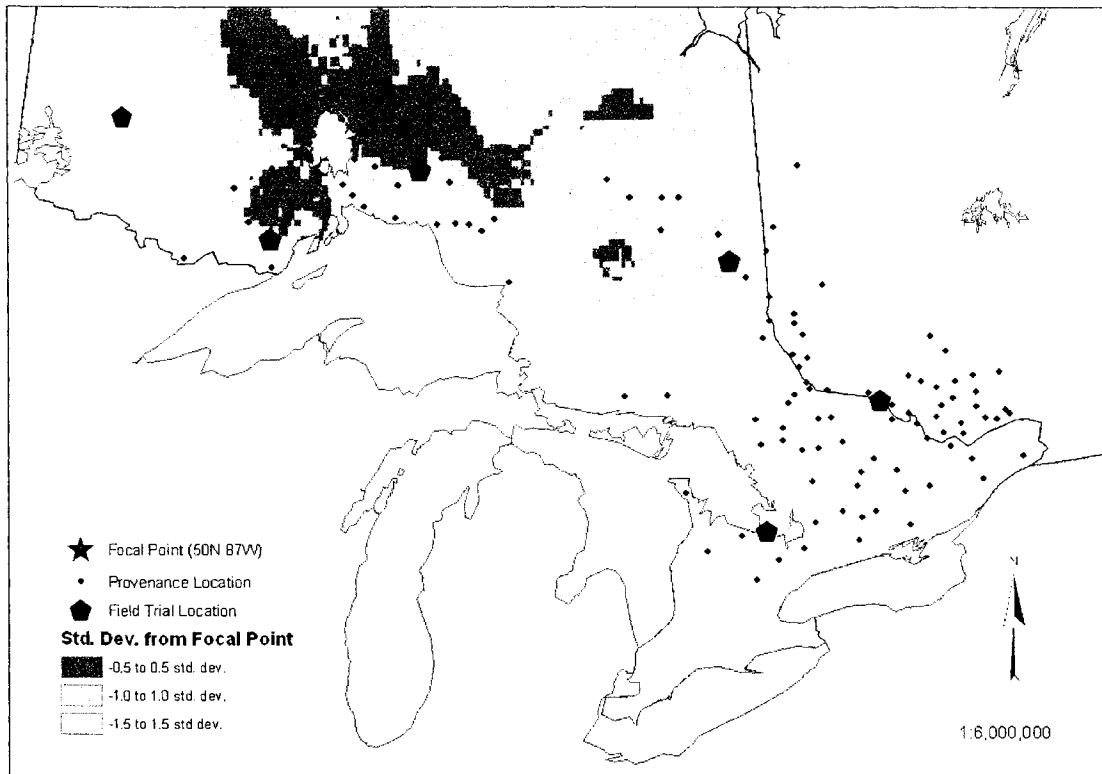 Focal Point (50N 87W)
Provenance Location
Field Trial Location
Std. Dev. from Focal Point
-0.5 to 0.5 std. dev.
-1.0 to 1.0 std. dev.
-1.5 to 1.5 std dev.
N
1:6,000,000